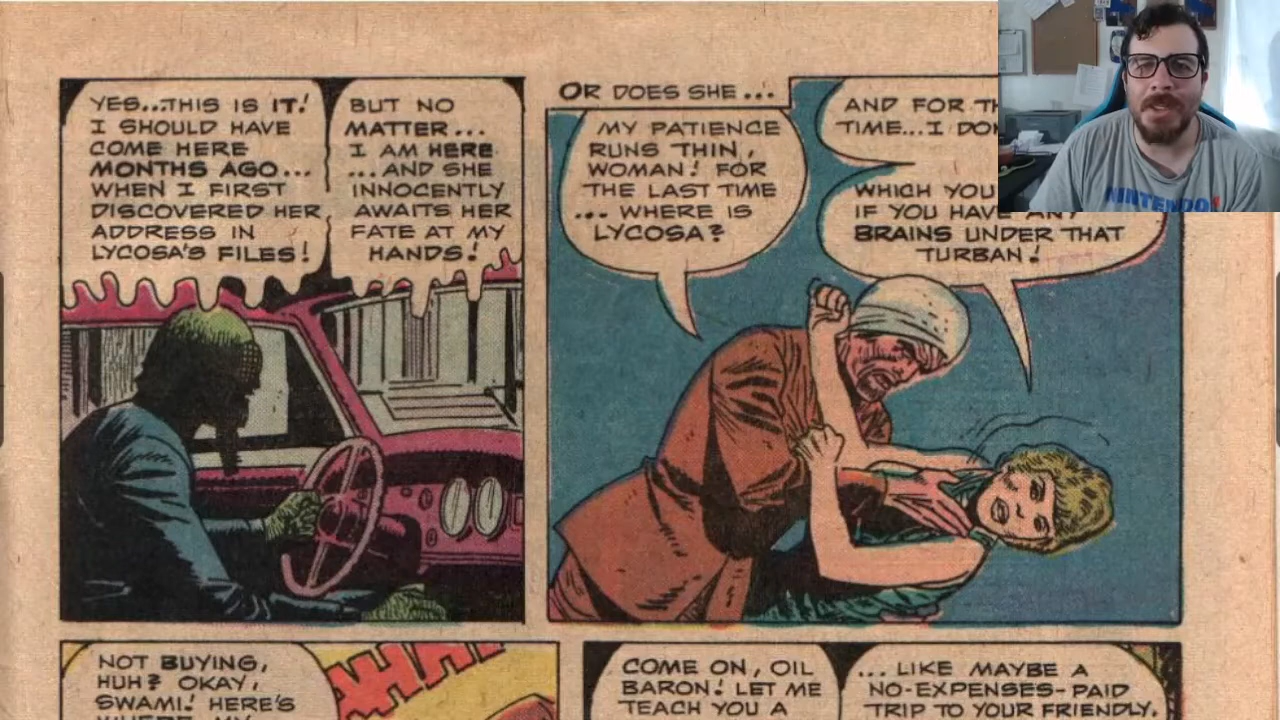 YES...THIS IS IT!
I SHOULD HAVE
COME HERE
MONTHS AGO...
WHEN I FIRST
DISCOVERED HER
ADDRESS IN
LYCOSA'S FILES!
BUT NO
MATTER...
I AM HERE
...AND SHE
INNOCENTLY
AWAITS HER
FATE AT MY
HANDS!
OR DOES SHE...
MY PATIENCE
RUNS THIN,
WOMAN! FOR
THE LAST TIME
... WHERE IS
LYCOSA?
AND FOR
TIME...I
WHICH YOU
IF YOU HAVE ANY
BRAINS UNDER THAT
TURBAN!
NINTENDO
NOT BUYING,
HUH? OKAY,
SWAMI! HERE'S
WHERE MY
COME ON, OIL
BARON! LET ME
TEACH YOU A
... LIKE MAYBE A
NO-EXPENSES-PAID
TRIP TO YOUR FRIENDLY,